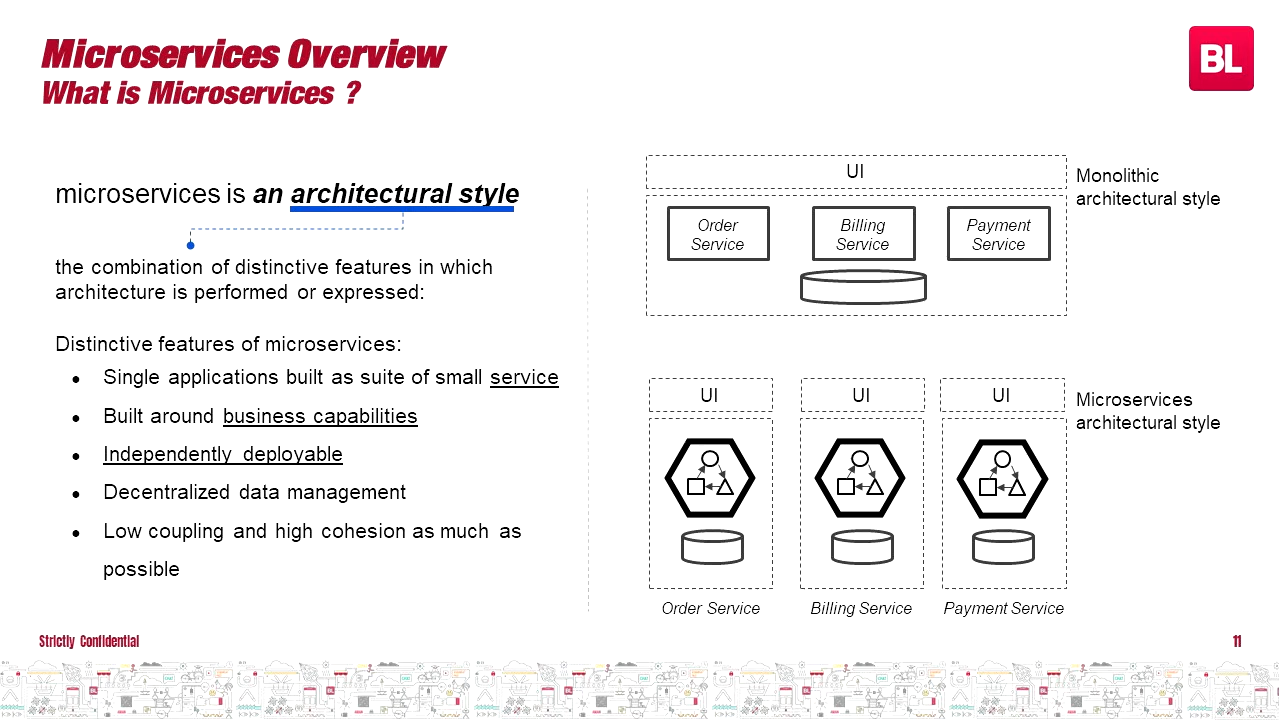 Microservices Overview
What is Microservices ?
BL
microservices is an architectural style
the combination of distinctive features in which
architecture is performed or expressed:
Distinctive features of microservices:
● Single applications built as suite of small service
● Built around business capabilities
● Independently deployable
● Decentralized data management
● Low coupling and high cohesion as much as
possible
UI
Order
Service
Billing
Service
Payment
Service
Monolithic
architectural style
UI
UI
UI
Microservices
architectural style
Order Service
Billing Service
Payment Service
Strictly Confidential
11